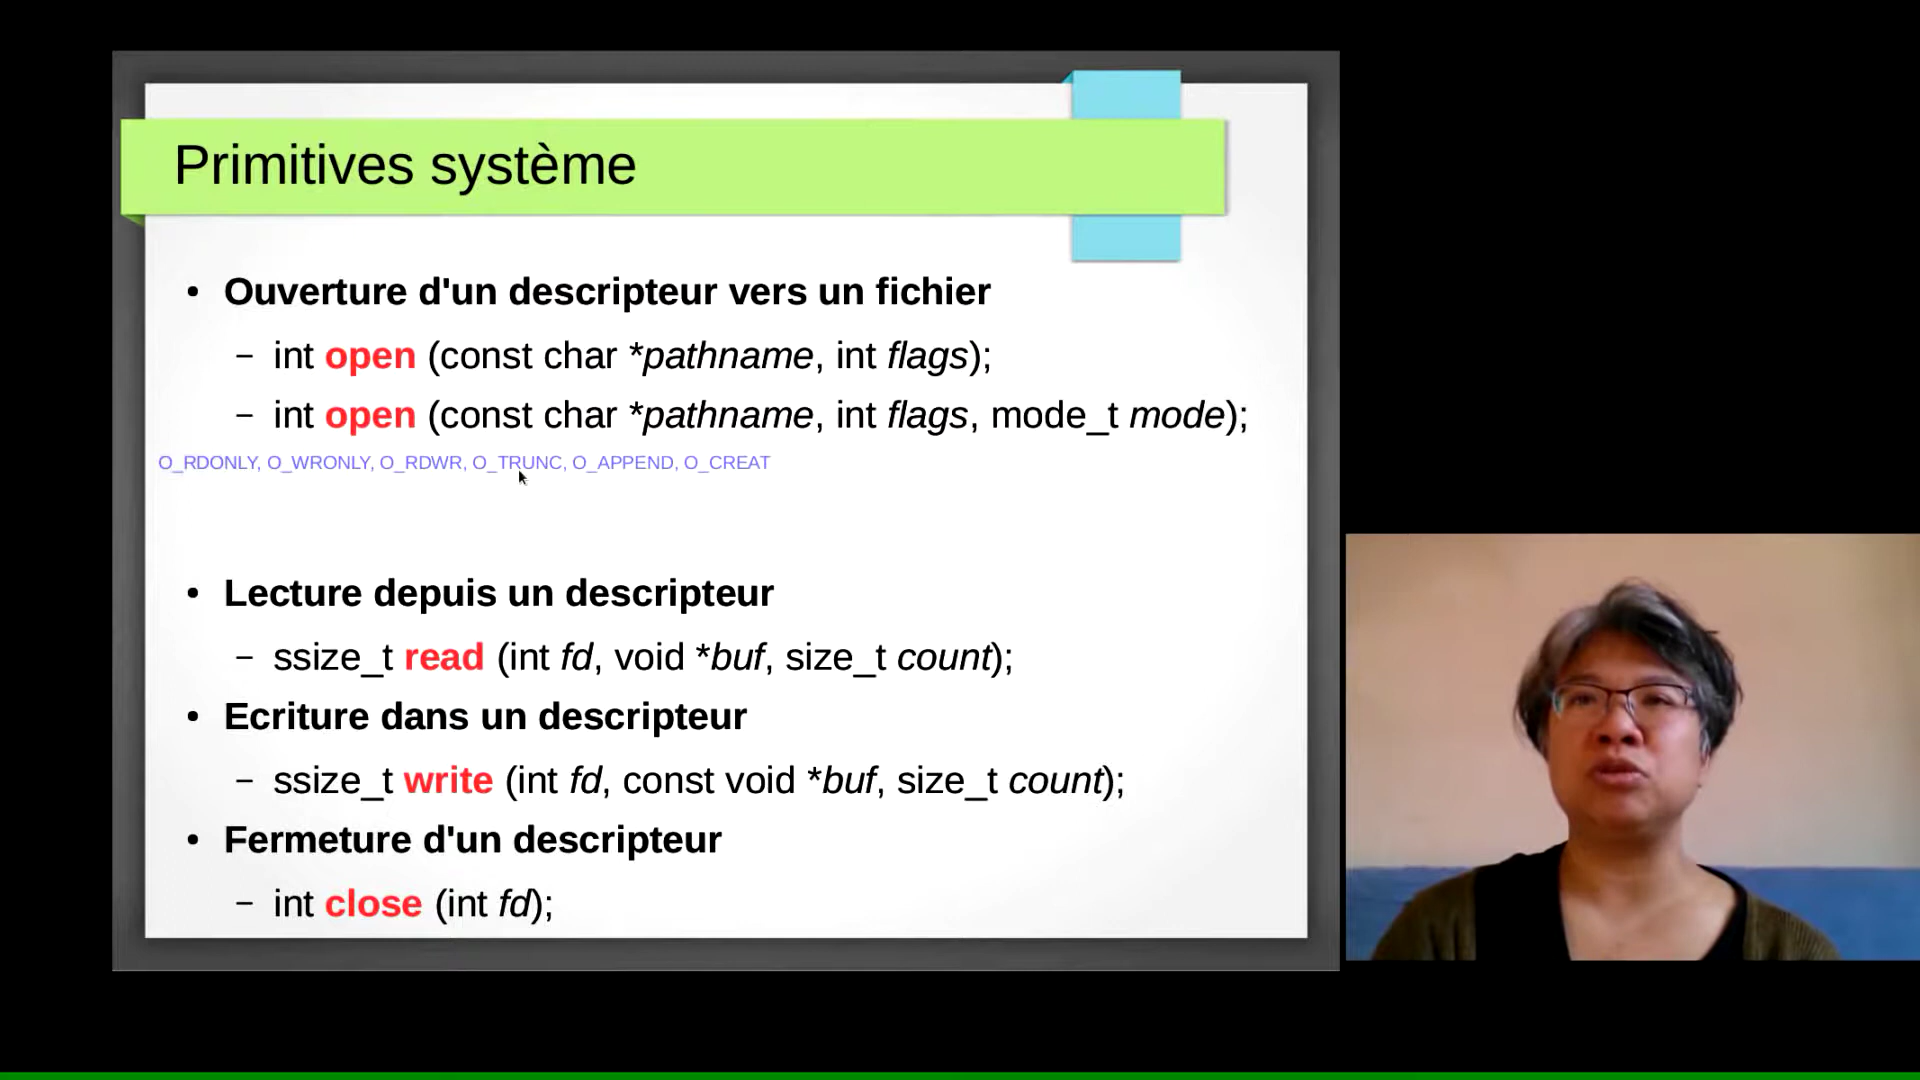 Primitives système
• Ouverture d'un descripteur vers un fichier
– int open (const char *pathname, int flags);
– int open (const char *pathname, int flags, mode_t mode);
O_RDONLY, O_WRONLY, O_RDWR, O_TRUNC, O_APPEND, O_CREAT
• Lecture depuis un descripteur
– ssize_t read (int fd, void *buf, size_t count);
• Ecriture dans un descripteur
– ssize_t write (int fd, const void *buf, size_t count);
• Fermeture d'un descripteur
– int close (int fd);